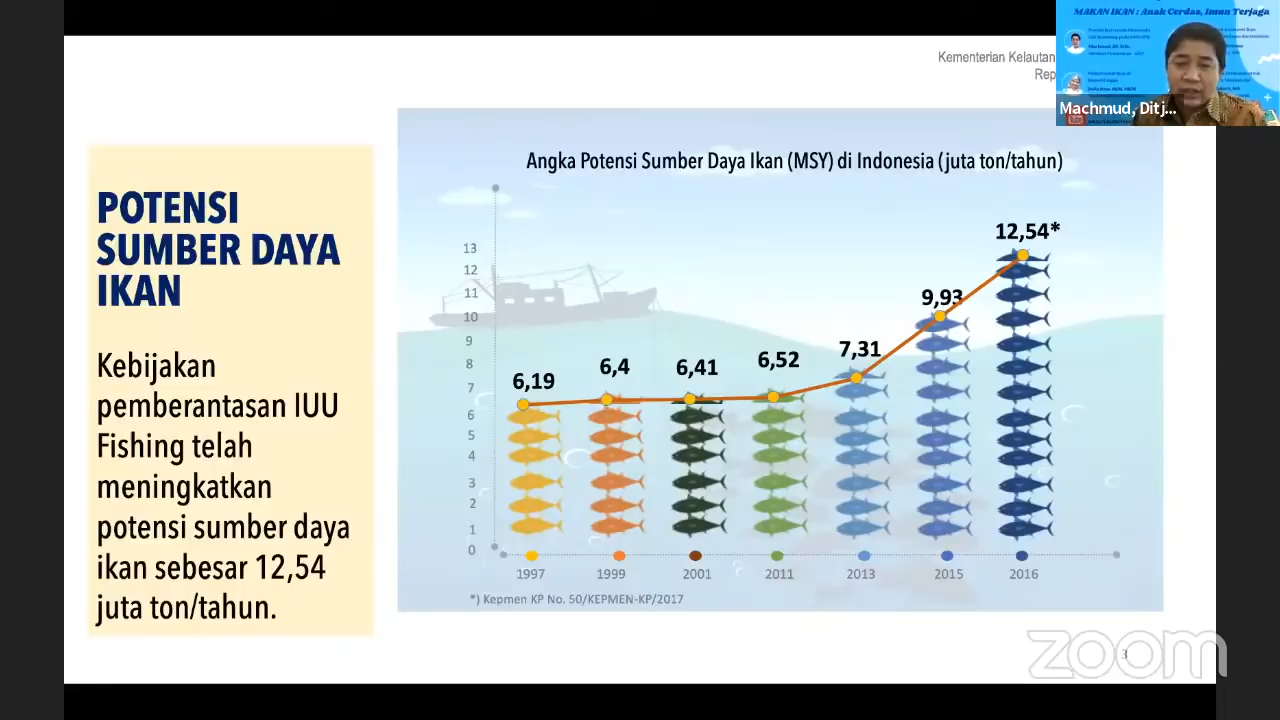 MAKAN IKAN : Anak Cerdas, Imun Terjaga
Machmud, Ditj...
Kementerian Kelautan
Rep
POTENSI
SUMBER DAYA
IKAN
Kebijakan
pemberantasan IUU
Fishing telah
meningkatkan
potensi sumber daya
ikan sebesar 12,54
juta ton/tahun.
Angka Potensi Sumber Daya Ikan (MSY) di Indonesia (juta ton/tahun)
13
12
11
10
9
8
7
6
5
4
3
2
1
0
6,19
6,4
6,41
6,52
7,31
9,93
12,54*
1997
1999
2001
2011
2013
2015
2016
*) Kepmen KP No. 50/KEPMEN-KP/2017
3
zoom